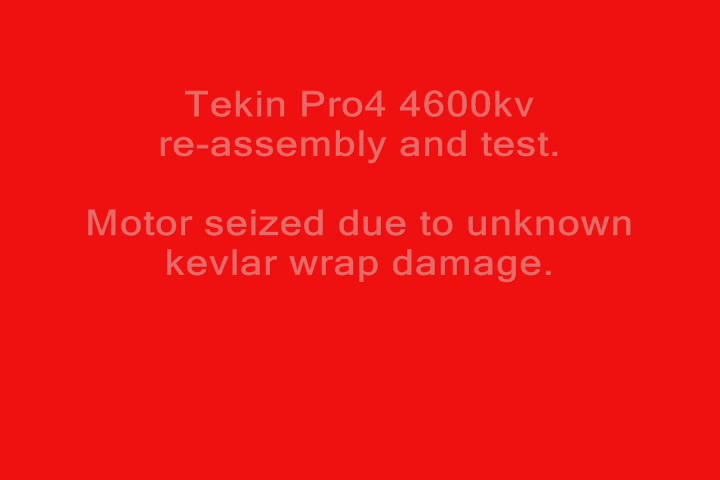 Tekin Pro4 4600kv
re-assembly and test.
Motor seized due to unknown
kevlar wrap damage.